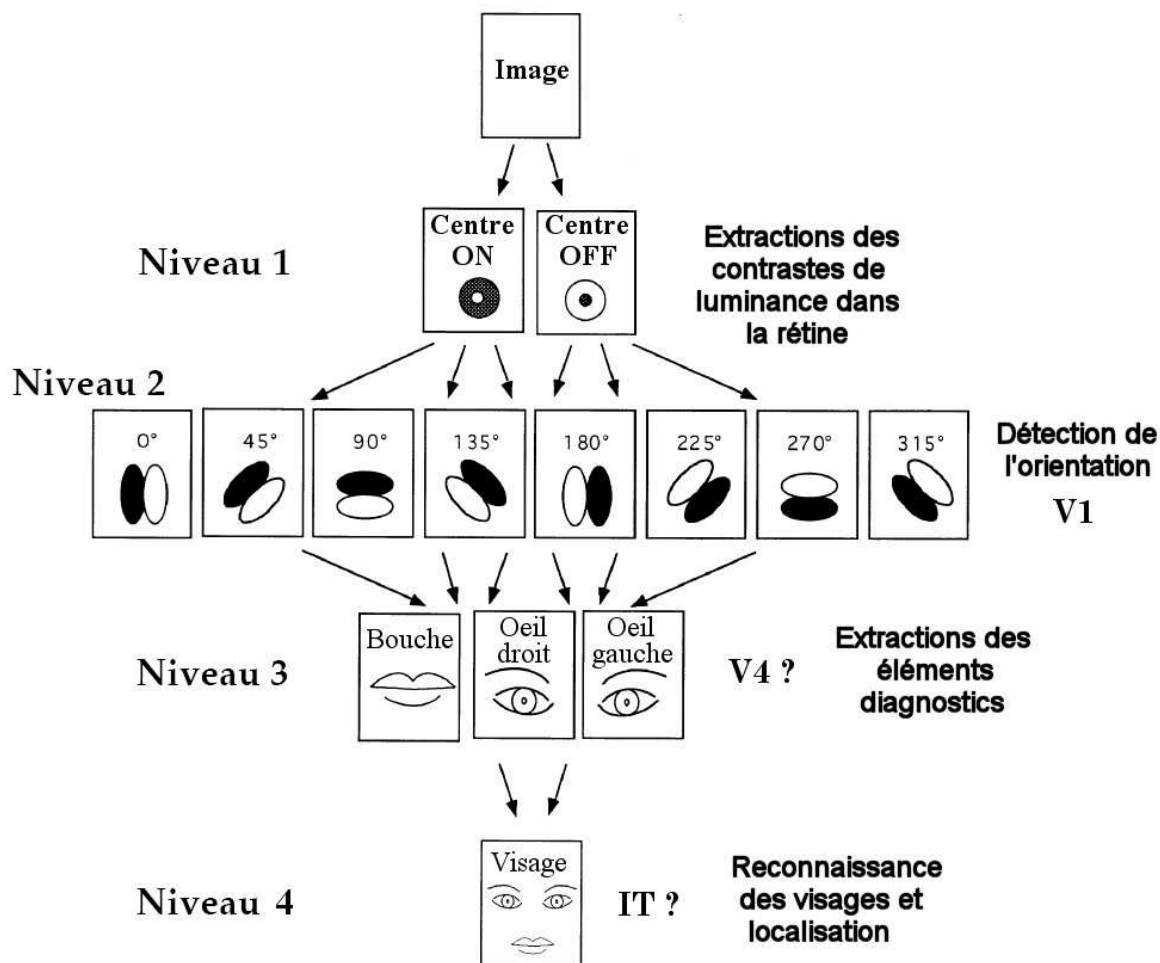 Image
Niveau 1
Centre
ON
Centre
OFF
Extractions des
contrastes de
luminance dans
la rétine
Niveau 2
0° 45° 90° 135° 180° 225° 270° 315°
Détection de
l'orientation
V1
Niveau 3
Bouche
Oeil
droit
Oeil
gauche
V4 ?
Extractions des
éléments
diagnostics
Niveau 4
Visage
IT ?
Reconnaissance
des visages et
localisation